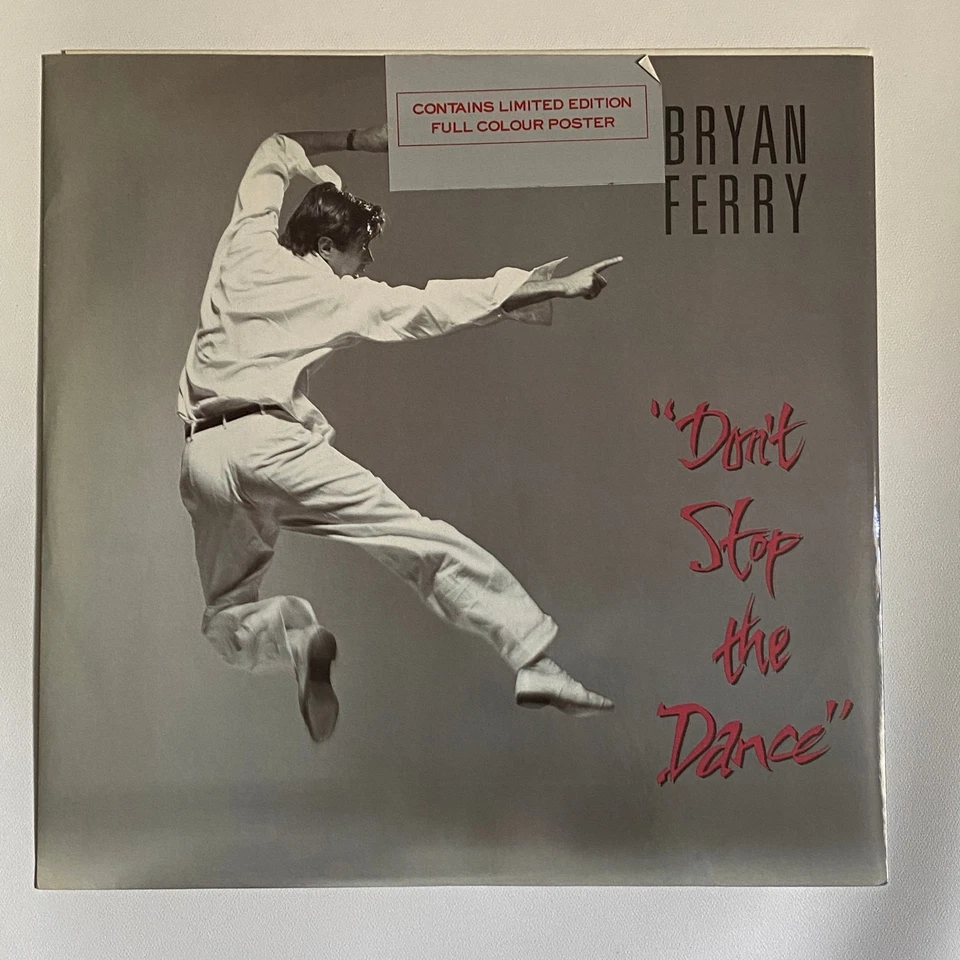 CONTAINS LIMITED EDITION
FULL COLOUR POSTER
BRYAN
FERRY
"Don't
Stop
the
Dance"